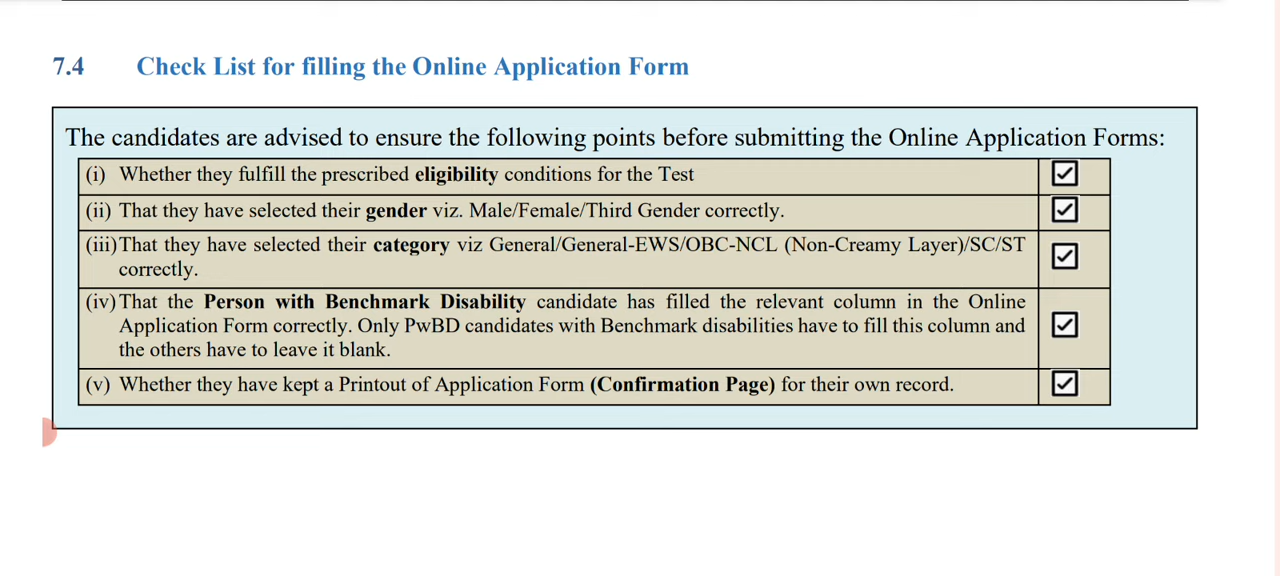 7.4 Check List for filling the Online Application Form
The candidates are advised to ensure the following points before submitting the Online Application Forms:
(i) Whether they fulfill the prescribed eligibility conditions for the Test
(ii) That they have selected their gender viz. Male/Female/Third Gender correctly.
(iii) That they have selected their category viz General/General-EWS/OBC-NCL (Non-Creamy Layer)/SC/ST
correctly.
(iv) That the Person with Benchmark Disability candidate has filled the relevant column in the Online
Application Form correctly. Only PwBD candidates with Benchmark disabilities have to fill this column and
the others have to leave it blank.
(v) Whether they have kept a Printout of Application Form (Confirmation Page) for their own record.